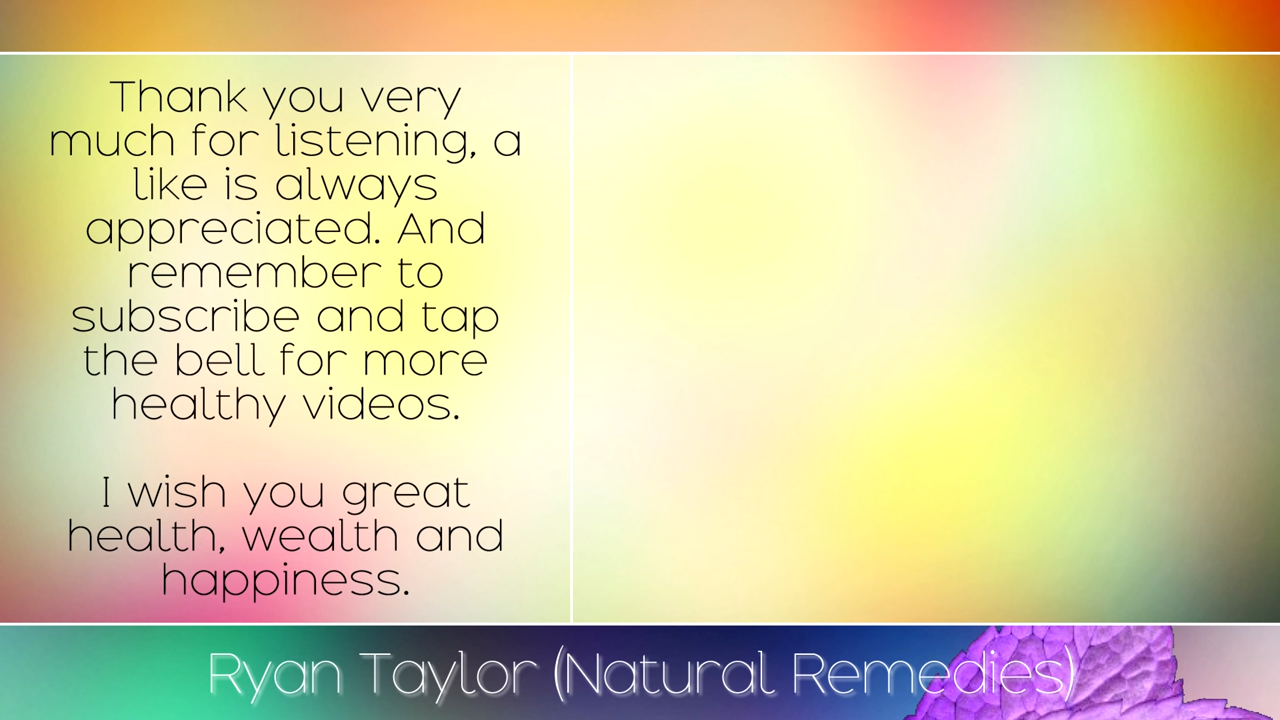 Thank you very
much for listening, a
like is always
appreciated. And
remember to
subscribe and tap
the bell for more
healthy videos.
I wish you great
health, wealth and
happiness.
Ryan Taylor (Natural Remedies)